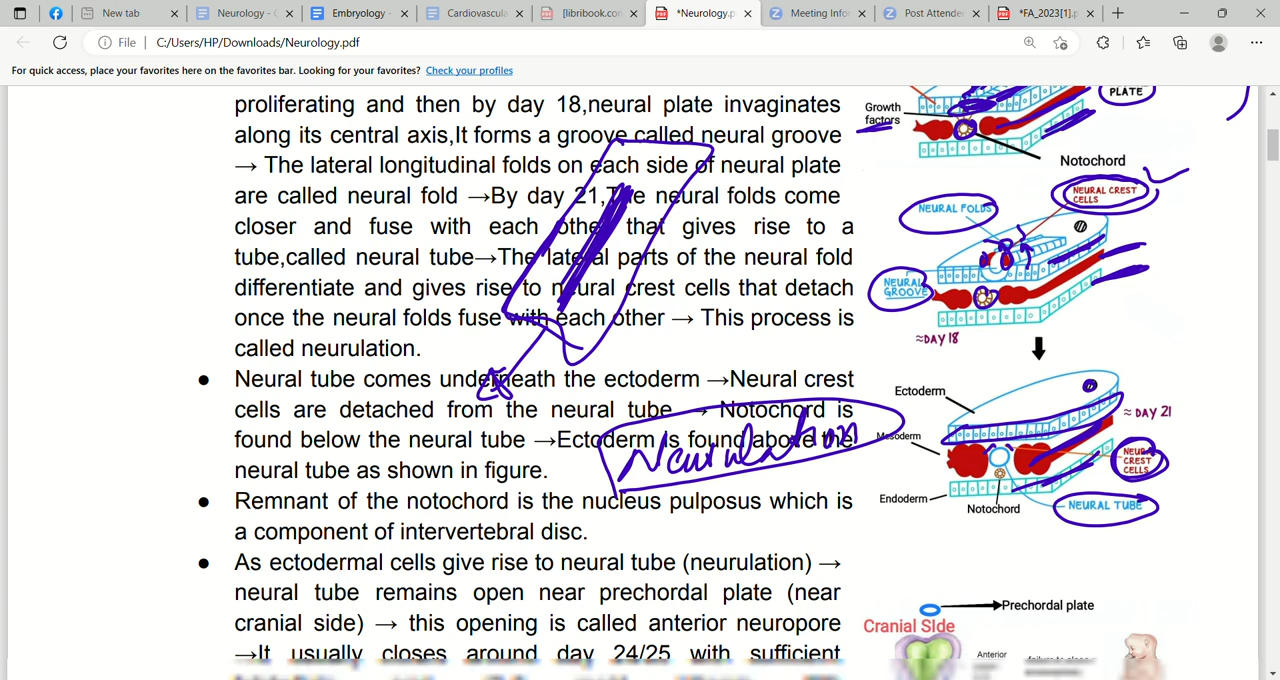 New tab
Neurology - C
Embryology -
Cardiovascula
[libribook.con
*Neurology.p
Meeting Info
Post Attende
*FA_2023[1].p
File | C:/Users/HP/Downloads/Neurology.pdf
For quick access, place your favorites here on the favorites bar. Looking for your favorites? Check your profiles
proliferating and then by day 18,neural plate invaginates
along its central axis,It forms a groove called neural groove
→ The lateral longitudinal folds on each side of neural plate
are called neural fold →By day 21,The neural folds come
closer and fuse with each other that gives rise to a
tube,called neural tube→The lateral parts of the neural fold
differentiate and gives rise to neural crest cells that detach
once the neural folds fuse with each other → This process is
called neurulation.
● Neural tube comes underneath the ectoderm →Neural crest
cells are detached from the neural tube → Notochord is
found below the neural tube →Ectoderm is found above the
neural tube as shown in figure.
Neurulation
● Remnant of the notochord is the nucleus pulposus which is
a component of intervertebral disc.
● As ectodermal cells give rise to neural tube (neurulation) →
neural tube remains open near prechordal plate (near
cranial side) → this opening is called anterior neuropore
→It usually closes around day 24/25 with sufficient
PLATE
Growth
factors
Notochord
NEURAL CREST
CELLS
NEURAL FOLDS
NEURAL
GROOVE
≈DAY 18
Ectoderm
≈ DAY 21
Mesoderm
CREST
CELLS
Endoderm
Notochord
NEURAL TUBE
Prechordal plate
Cranial Side
Anterior